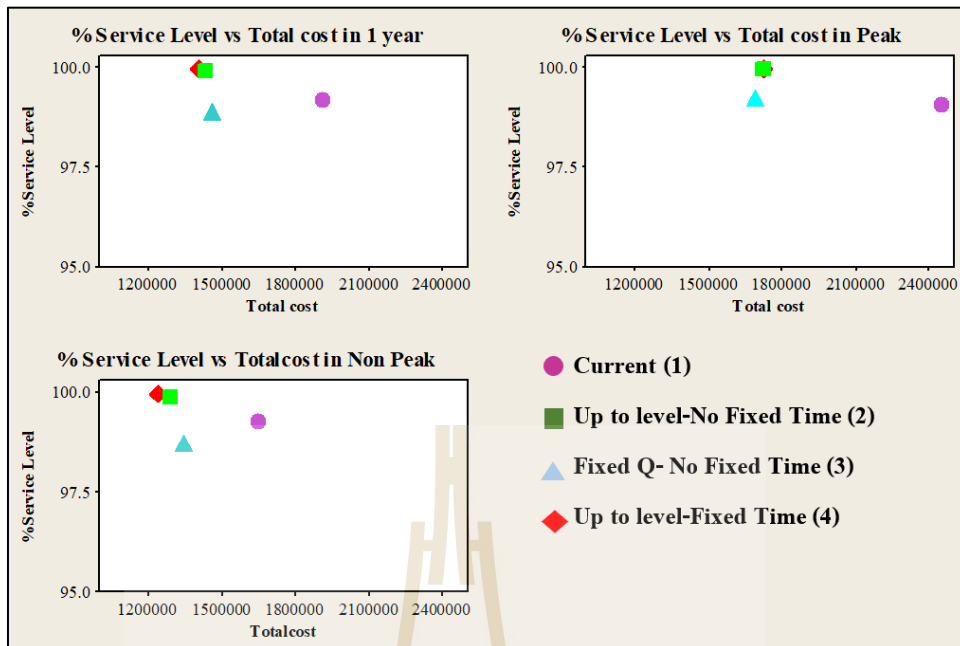 % Service Level vs Total cost in 1 year
%Service Level
100.0
97.5
95.0
1200000 1500000 1800000 2100000 2400000
Total cost
% Service Level vs Total cost in Peak
%Service Level
100.0
97.5
95.0
1200000 1500000 1800000 2100000 2400000
Total cost
% Service Level vs Totalcost in Non Peak
%Service Level
100.0
97.5
95.0
1200000 1500000 1800000 2100000 2400000
Totalcost
Current (1)
Up to level-No Fixed Time (2)
Fixed Q- No Fixed Time (3)
Up to level-Fixed Time (4)